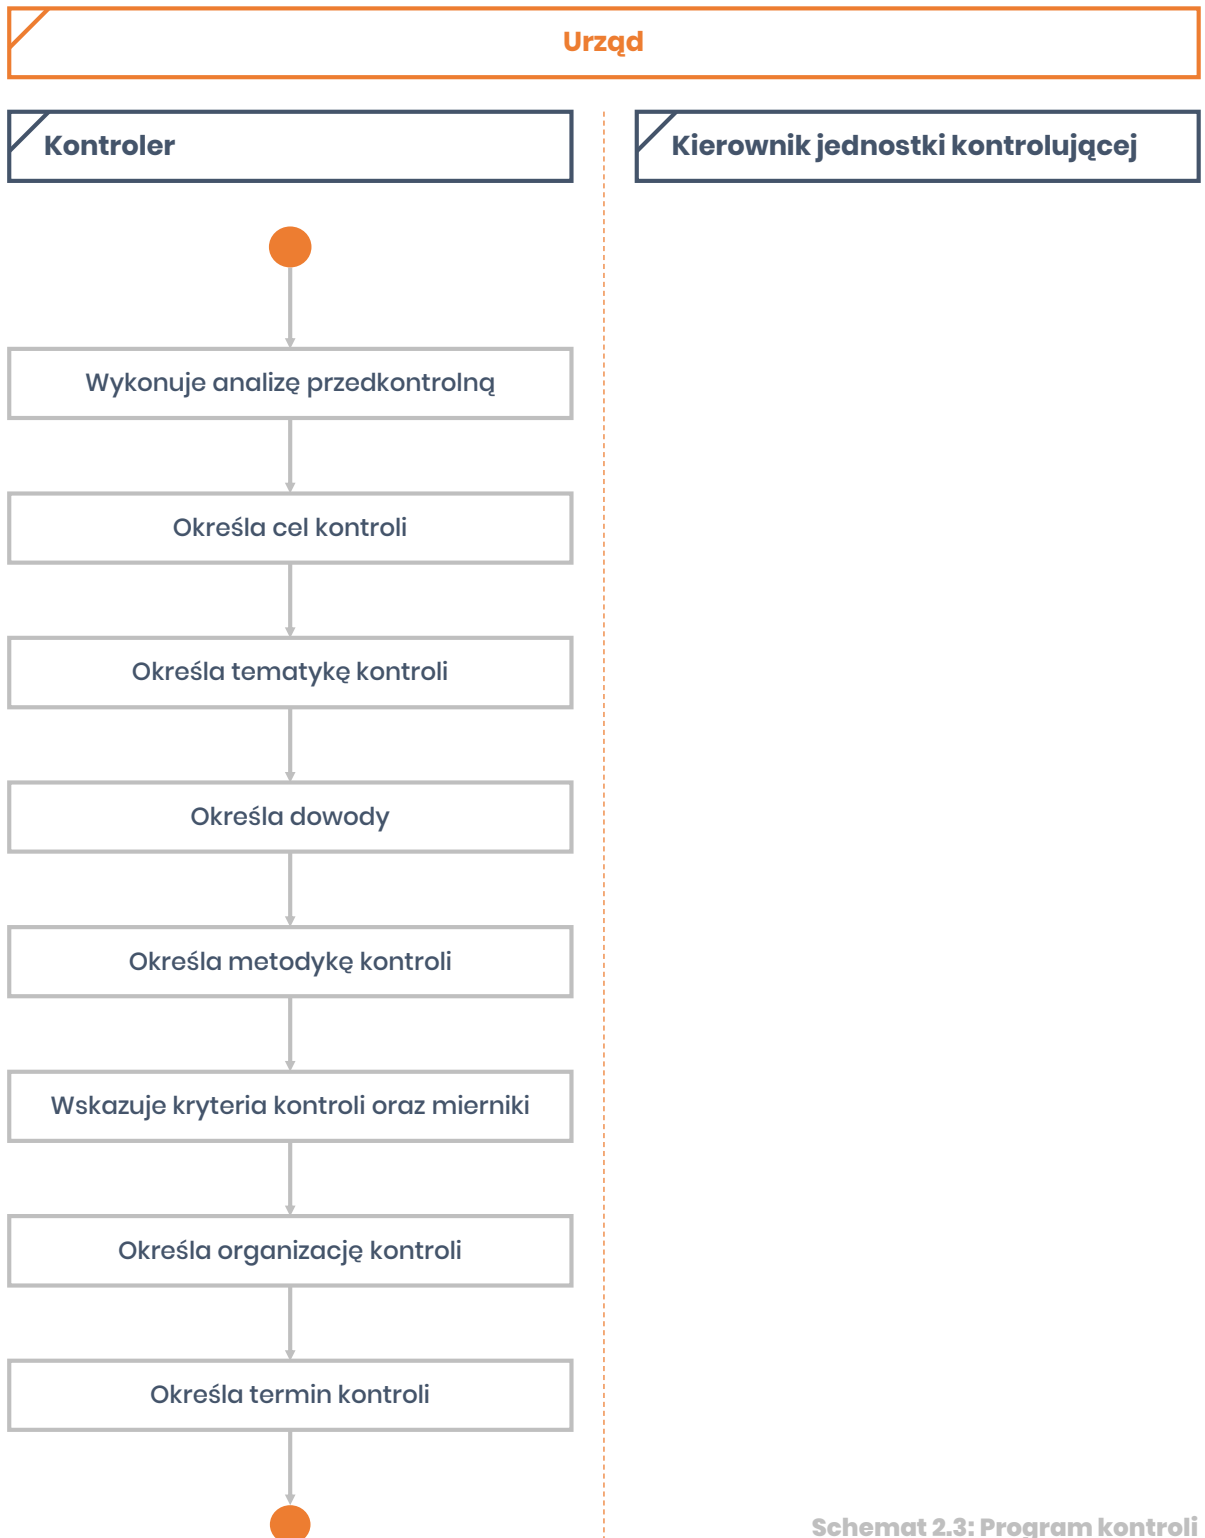 Urząd
Kontroler
Kierownik jednostki kontrolującej
Wykonuje analizę przedkontrolną
Określa cel kontroli
Określa tematykę kontroli
Określa dowody
Określa metodykę kontroli
Wskazuje kryteria kontroli oraz mierniki
Określa organizację kontroli
Określa termin kontroli
Schemat 2.3: Program kontroli